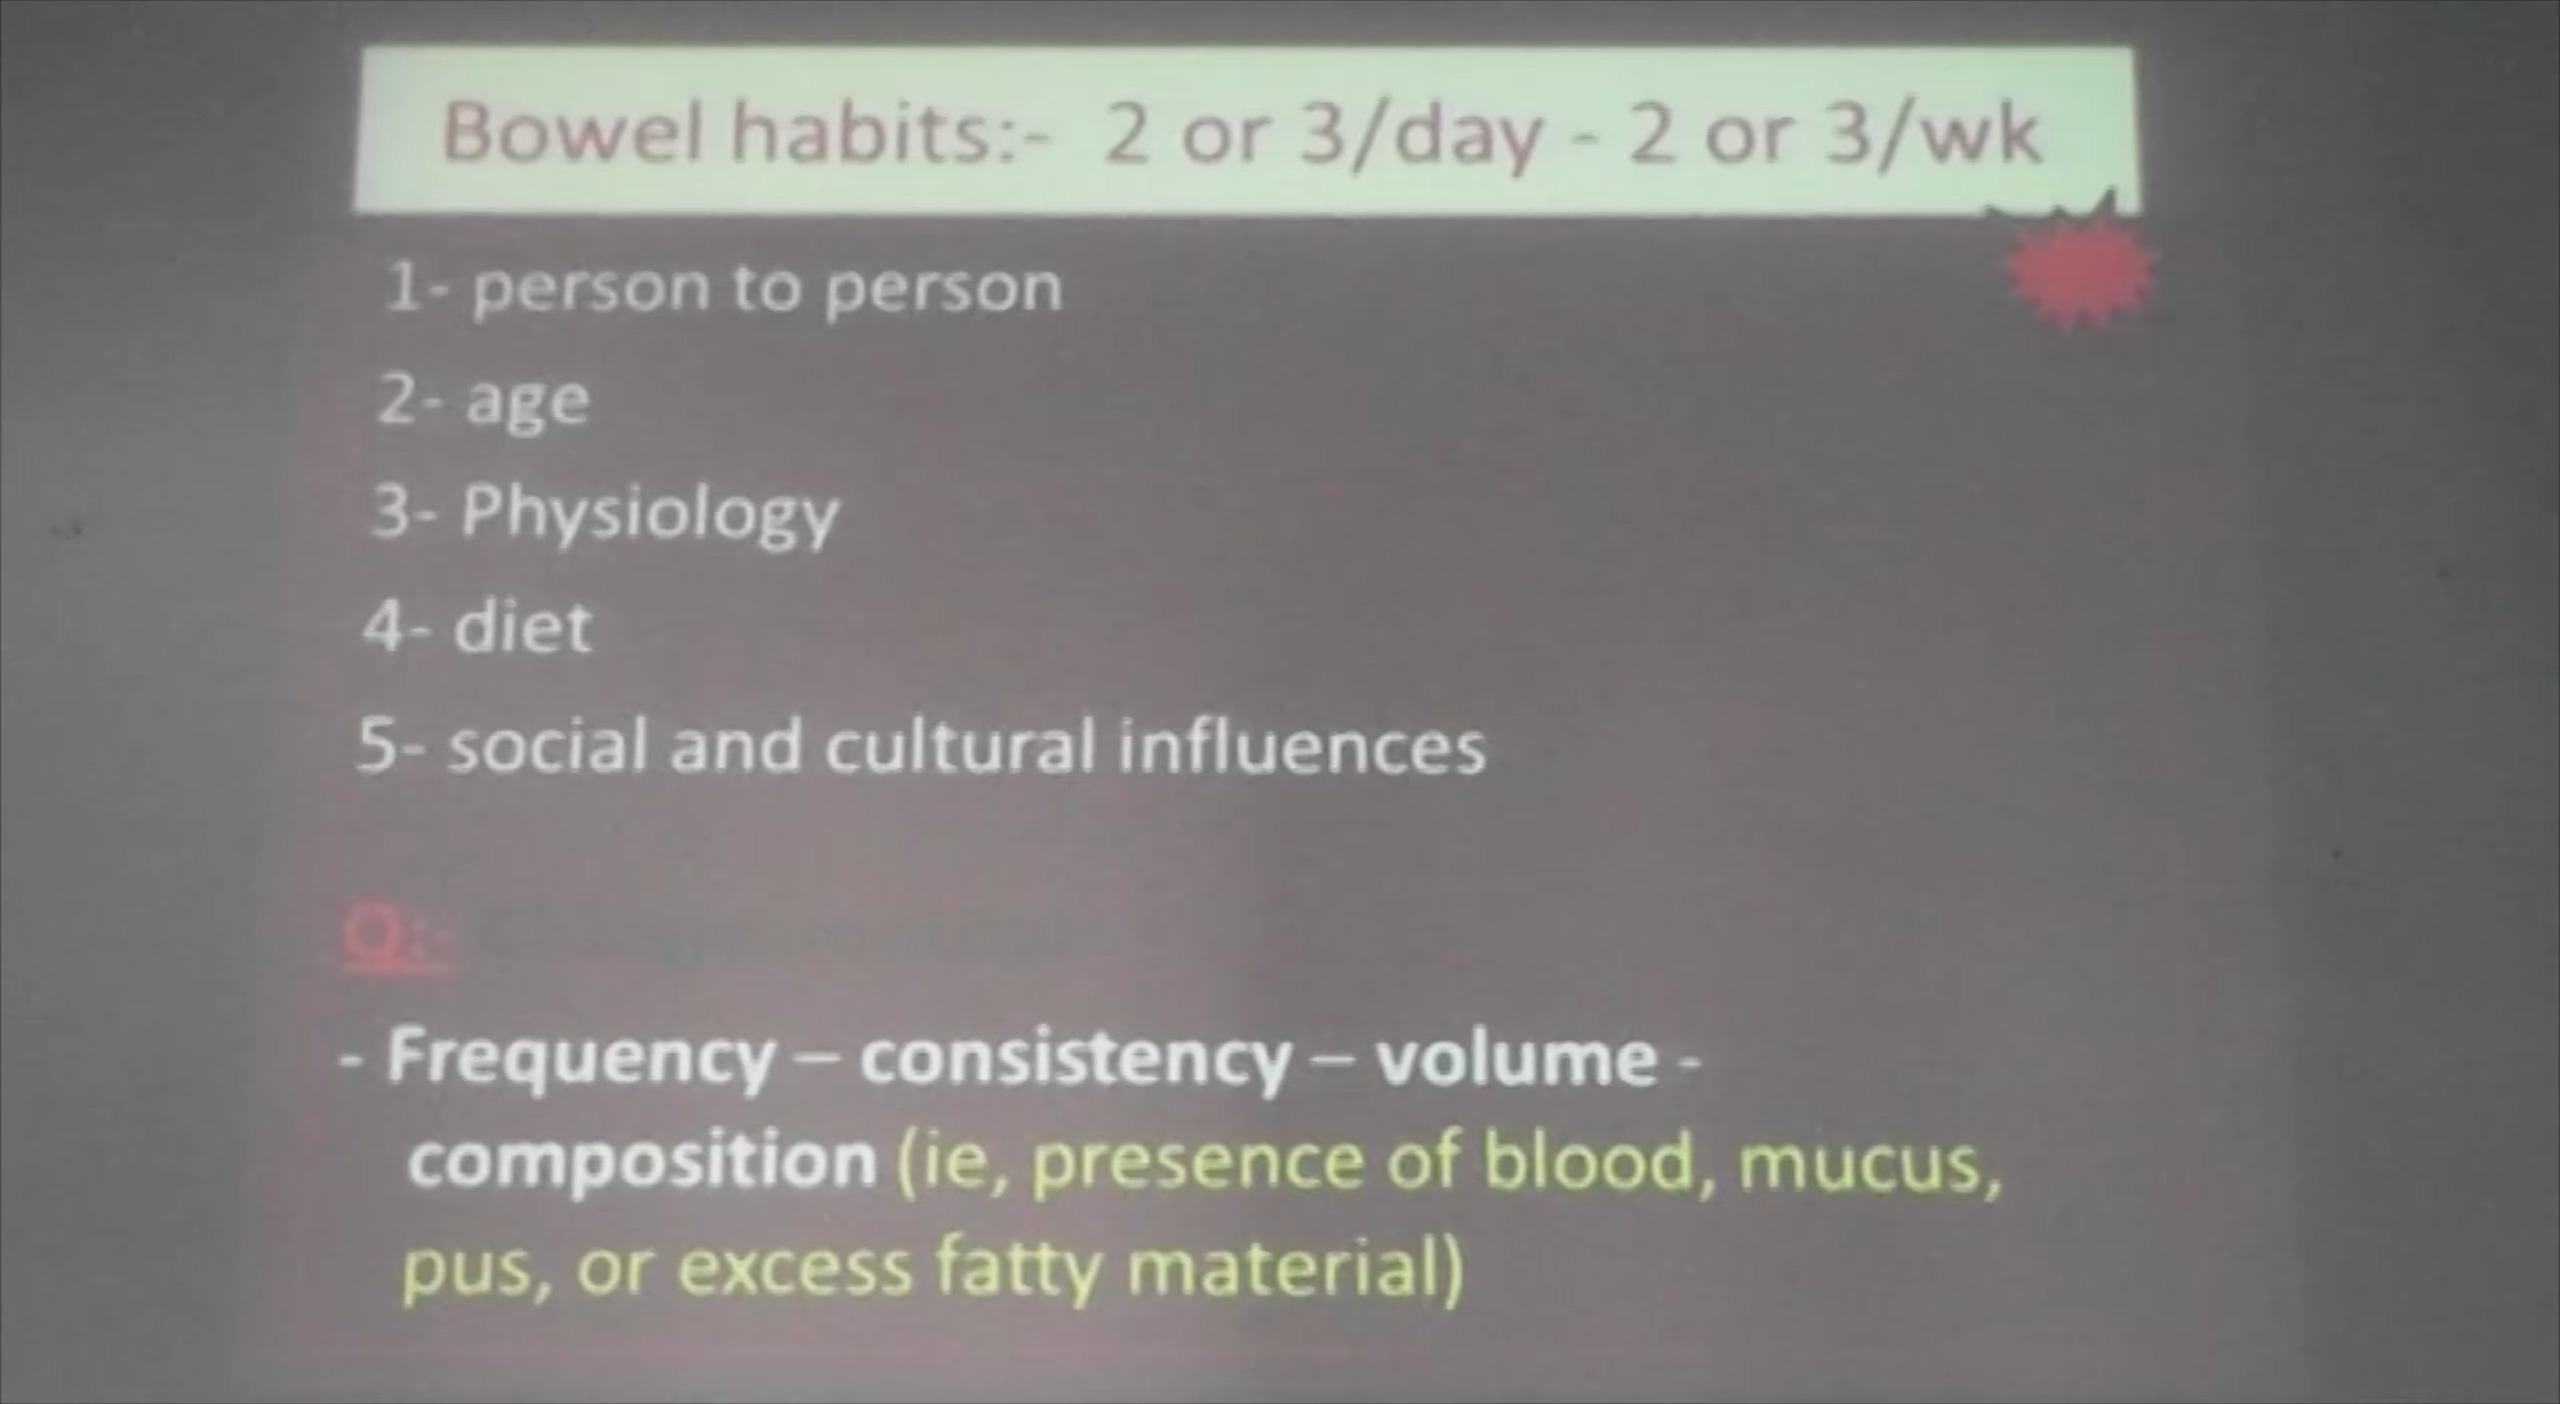 Bowel habits:- 2 or 3/day - 2 or 3/wk
1- person to person
2- age
3- Physiology
4- diet
5- social and cultural influences
Q:-
- Frequency – consistency – volume -
composition (ie, presence of blood, mucus,
pus, or excess fatty material)